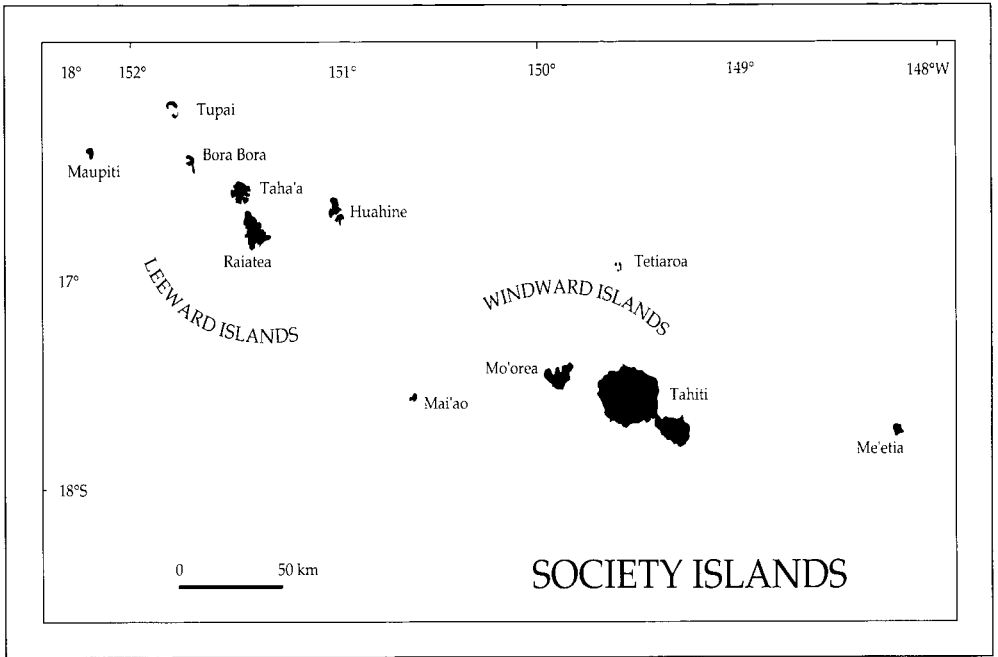 18° 152° 151° 150° 149° 148°W
Tupai
Bora Bora
Maupiti
Taha'a
Huahine
Raiatea
LEEWARD ISLANDS
17°
Tetiaroa
WINDWARD ISLANDS
Mo'orea
Tahiti
Mai'ao
Me'etia
18°S
0 50 km
SOCIETY ISLANDS